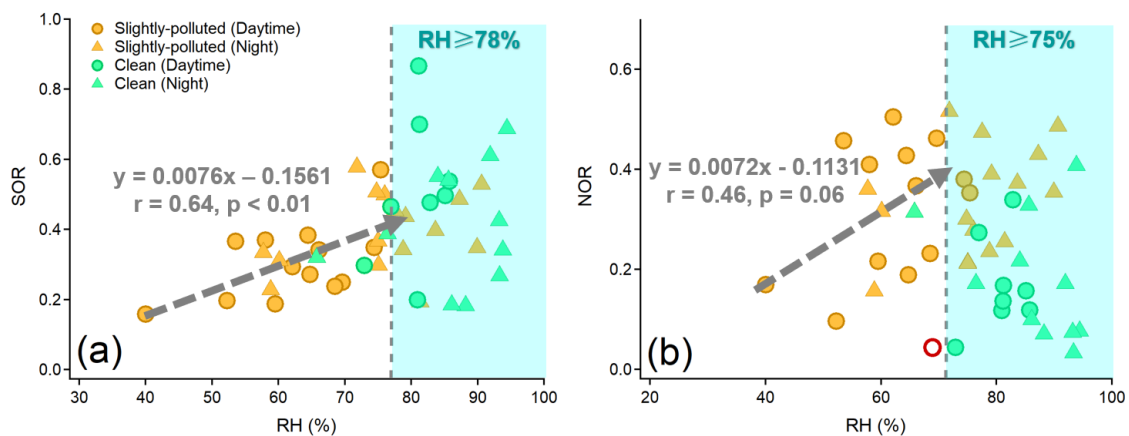 1.0
0.8
0.6
0.4
0.2
0.0
SOR
Slightly-polluted (Daytime)
Slightly-polluted (Night)
Clean (Daytime)
Clean (Night)
RH≥78%
y = 0.0076x – 0.1561
r = 0.64, p < 0.01
(a)
30 40 50 60 70 80 90 100
RH (%)
0.6
0.4
0.2
0.0
NOR
RH≥75%
y = 0.0072x - 0.1131
r = 0.46, p = 0.06
(b)
20 40 60 80 100
RH (%)